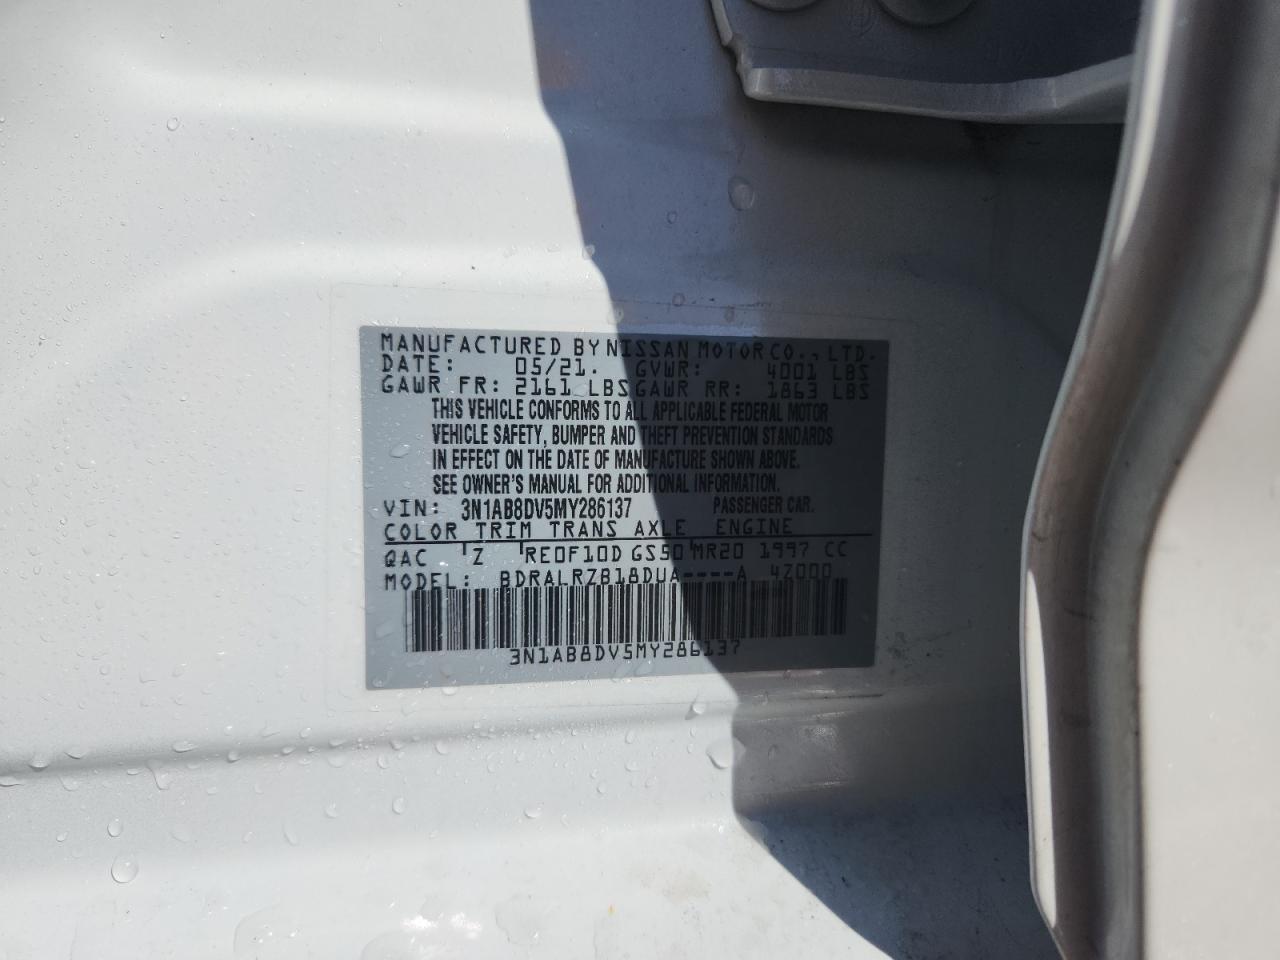 MANUFACTURED BY NISSAN MOTOR CO., LTD.
DATE: 05/21. GVWR: 4001 LBS
GAWR FR: 2161 LBS GAWR RR: 1863 LBS
THIS VEHICLE CONFORMS TO ALL APPLICABLE FEDERAL MOTOR
VEHICLE SAFETY, BUMPER AND THEFT PREVENTION STANDARDS
IN EFFECT ON THE DATE OF MANUFACTURE SHOWN ABOVE.
SEE OWNER'S MANUAL FOR ADDITIONAL INFORMATION.
VIN: 3N1AB8DV5MY286137 PASSENGER CAR.
COLOR TRIM TRANS AXLE ENGINE
QAC Z RE0F10D GS50 MR20 1997 CC
MODEL: BDRALRZB18DUA----A 4Z000
3N1AB8DV5MY286137